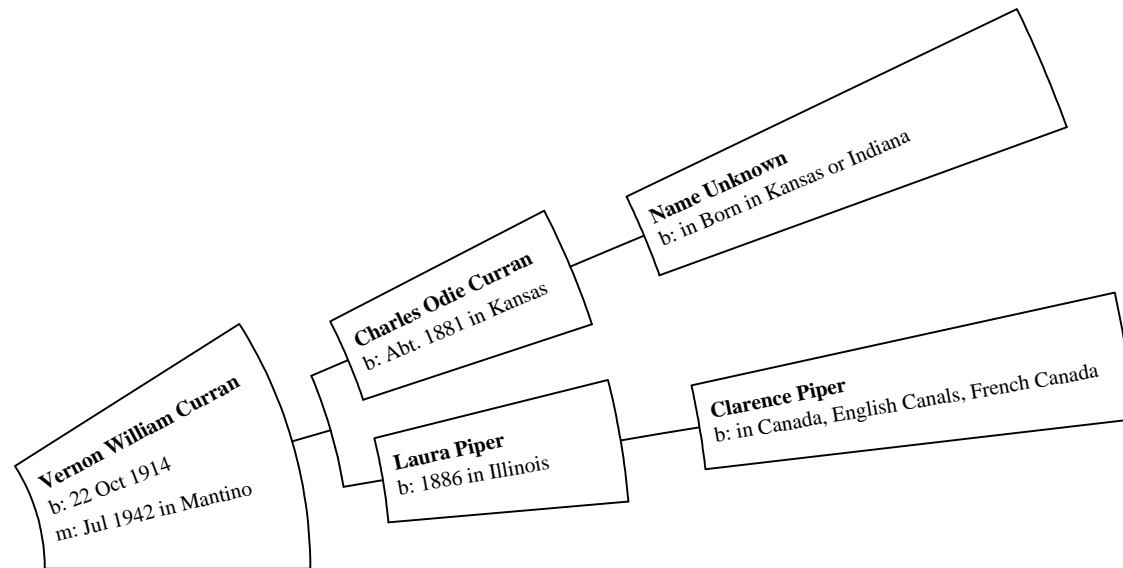 Name Unknown
b: in Born in Kansas or Indiana
Charles Odie Curran
b: Abt. 1881 in Kansas
Vernon William Curran
b: 22 Oct 1914
m: Jul 1942 in Mantino
Laura Piper
b: 1886 in Illinois
Clarence Piper
b: in Canada, English Canals, French Canada